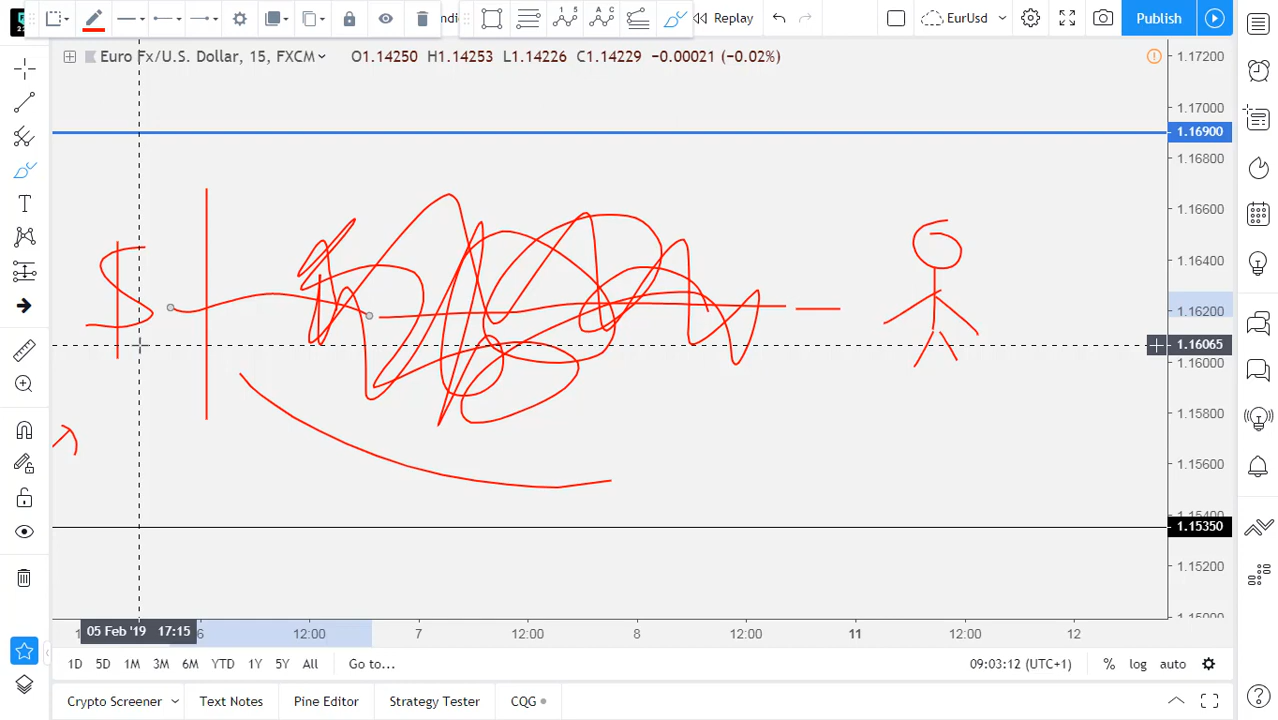 ndi
Replay
EurUsd
Publish
Euro Fx/U.S. Dollar, 15, FXCM
O1.14250 H1.14253 L1.14226 C1.14229 −0.00021 (−0.02%)
1.17200
1.17000
1.16900
1.16800
1.16600
1.16400
1.16200
1.16065
1.16000
1.15800
1.15600
1.15400
1.15350
1.15200
$
05 Feb '19 17:15
6
12:00
7
12:00
8
12:00
11
12:00
12
1D 5D 1M 3M 6M YTD 1Y 5Y All Go to...
09:03:12 (UTC+1) % log auto
Crypto Screener Text Notes Pine Editor Strategy Tester CQG